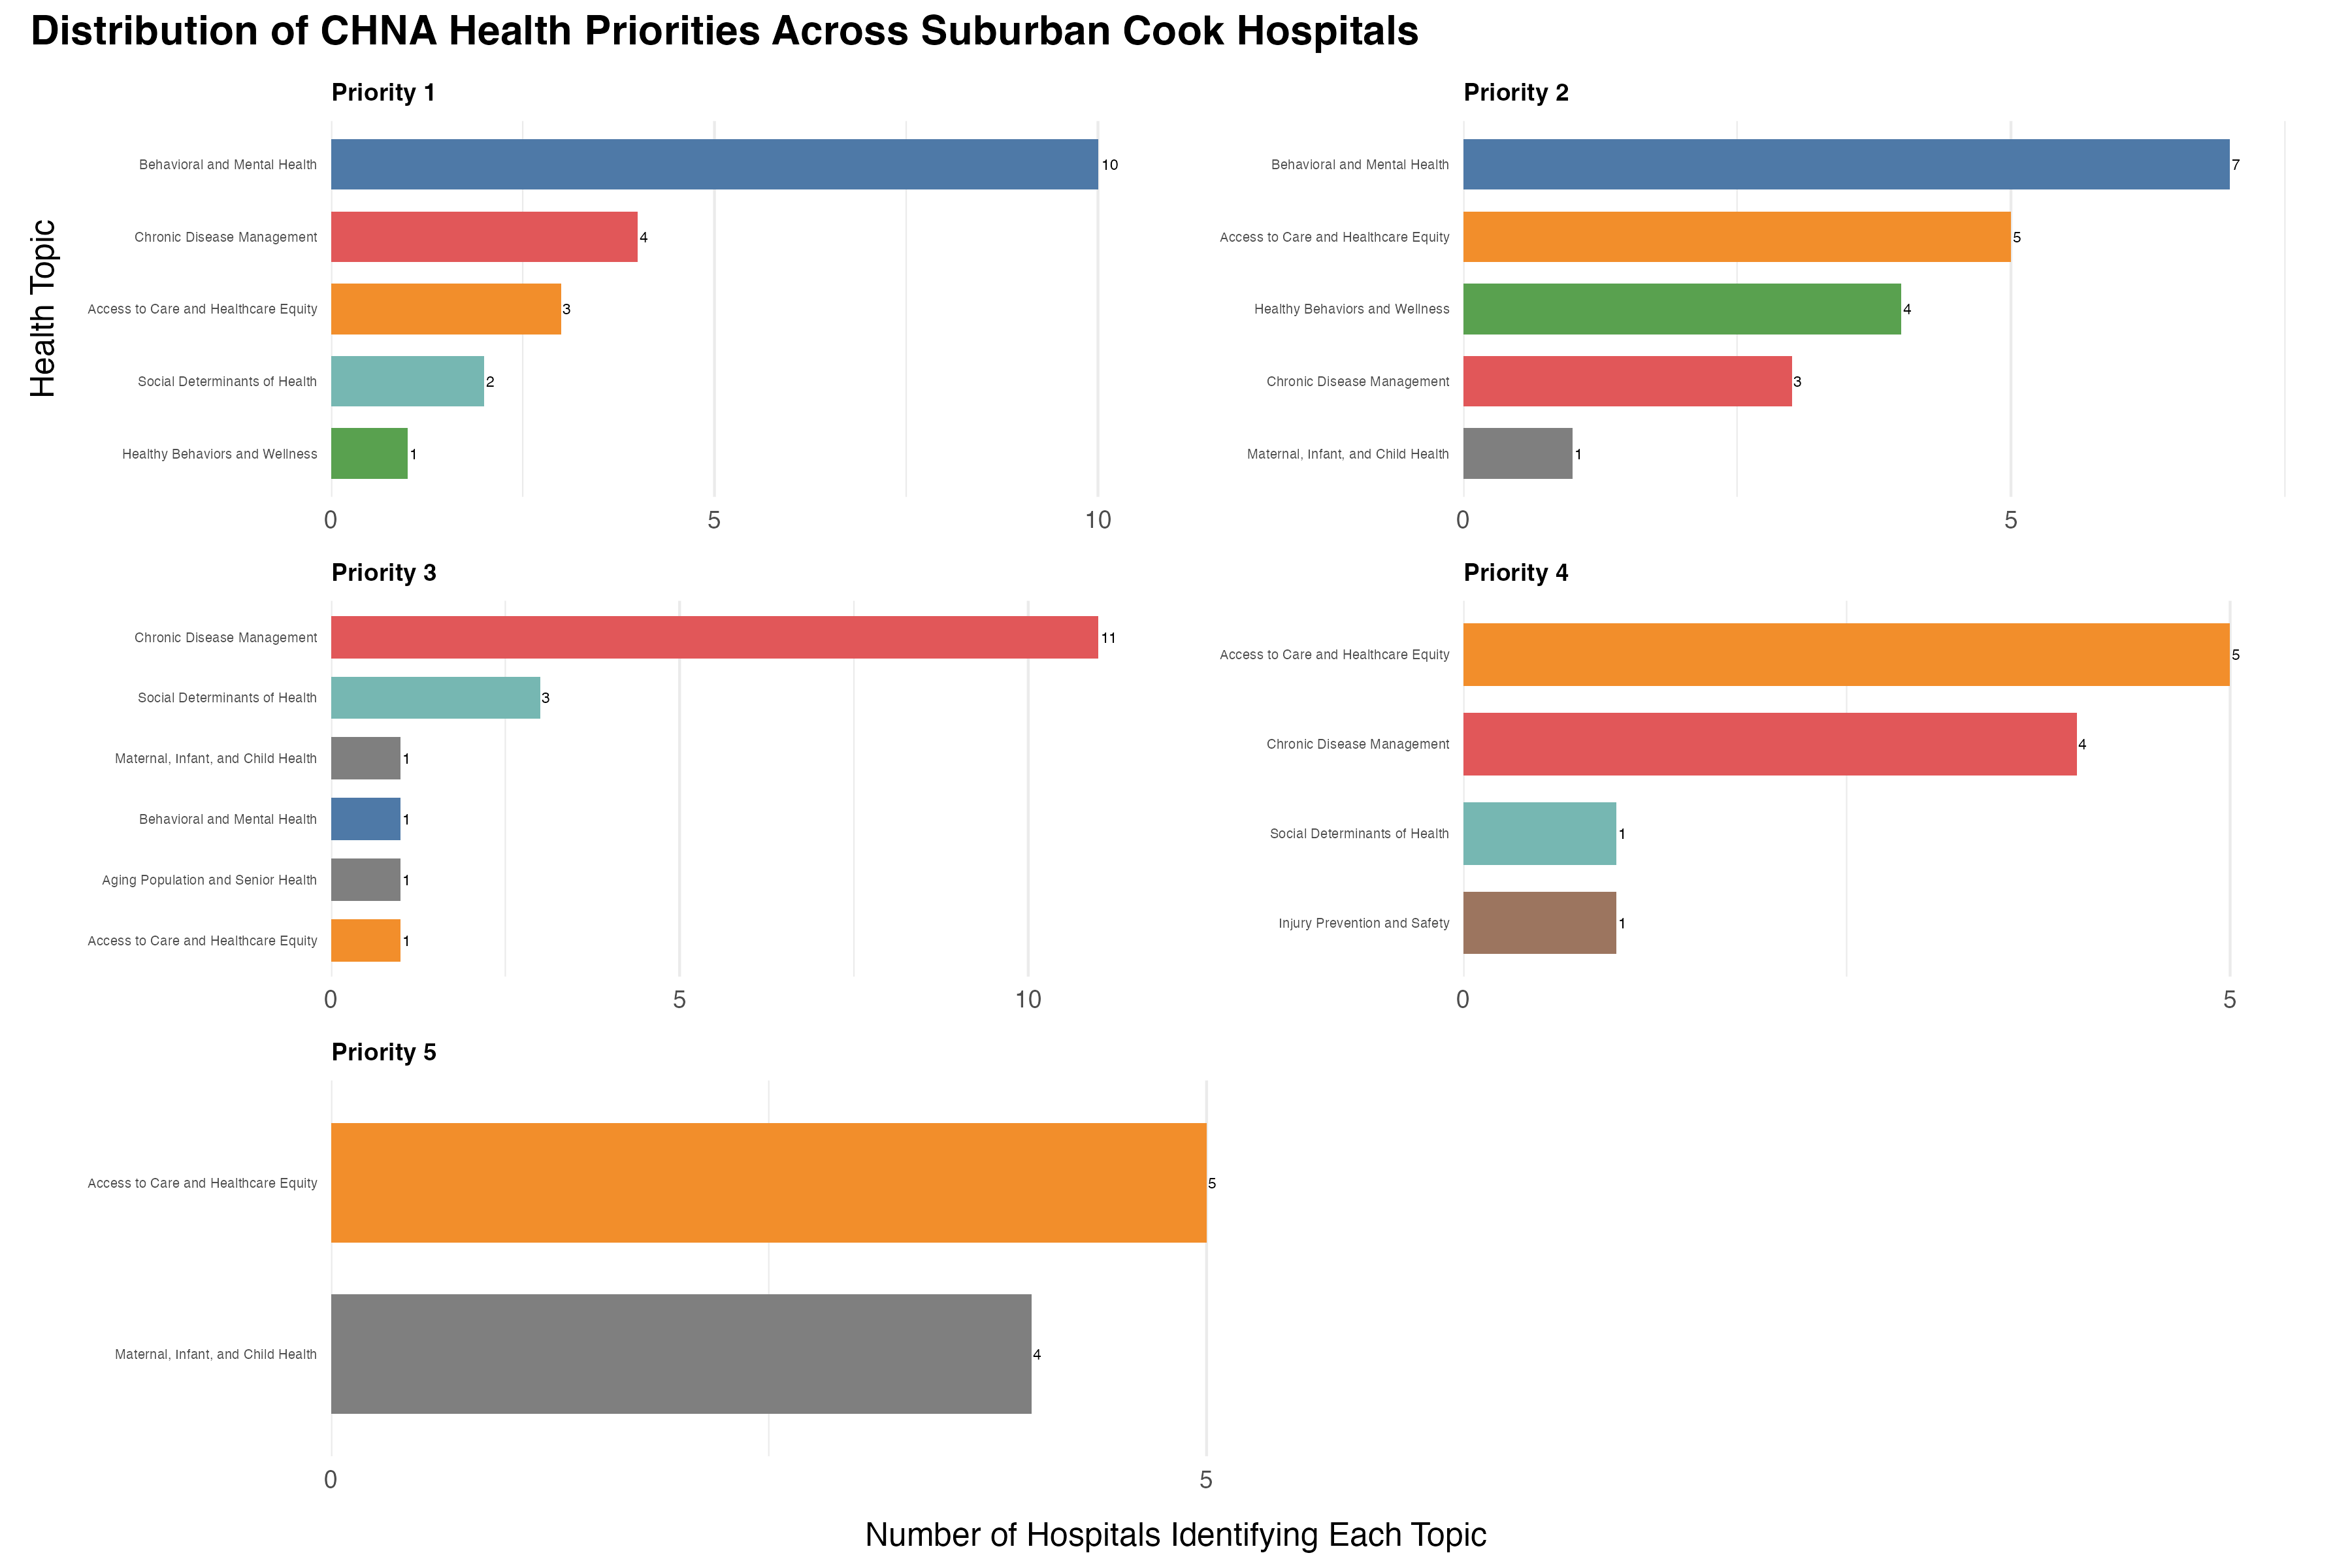 Distribution of CHNA Health Priorities Across Suburban Cook Hospitals
Health Topic
Priority 1
Behavioral and Mental Health 10
Chronic Disease Management 4
Access to Care and Healthcare Equity 3
Social Determinants of Health 2
Healthy Behaviors and Wellness 1
0 5 10
Priority 2
Behavioral and Mental Health 7
Access to Care and Healthcare Equity 5
Healthy Behaviors and Wellness 4
Chronic Disease Management 3
Maternal, Infant, and Child Health 1
0 5
Priority 3
Chronic Disease Management 11
Social Determinants of Health 3
Maternal, Infant, and Child Health 1
Behavioral and Mental Health 1
Aging Population and Senior Health 1
Access to Care and Healthcare Equity 1
0 5 10
Priority 4
Access to Care and Healthcare Equity 5
Chronic Disease Management 4
Social Determinants of Health 1
Injury Prevention and Safety 1
0 5
Priority 5
Access to Care and Healthcare Equity 5
Maternal, Infant, and Child Health 4
0 5
Number of Hospitals Identifying Each Topic